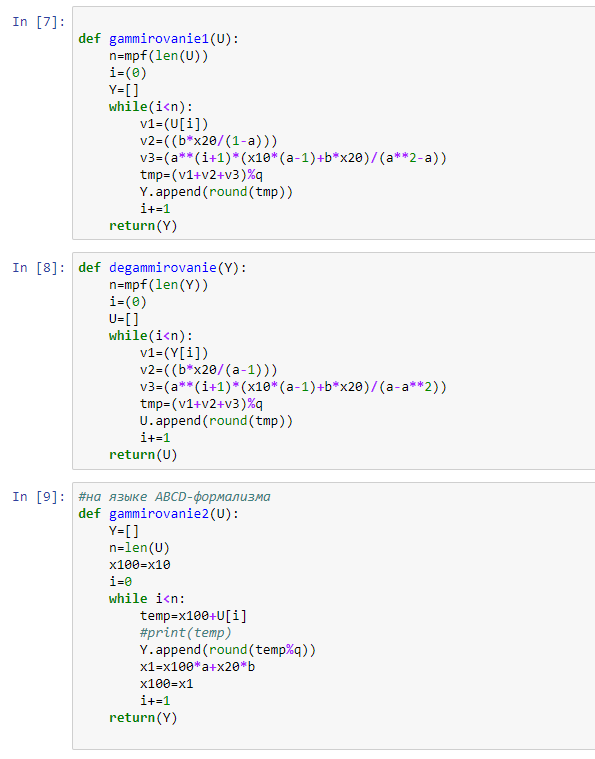 In [7]:
def gammirovanie1(U):
    n=mpf(len(U))
    i=(0)
    Y=[]
    while(i<n):
        v1=(U[i])
        v2=((b*x20/(1-a)))
        v3=(a**(i+1)*(x10*(a-1)+b*x20)/(a**2-a))
        tmp=(v1+v2+v3)%q
        Y.append(round(tmp))
        i+=1
    return(Y)
In [8]: def degammirovanie(Y):
    n=mpf(len(Y))
    i=(0)
    U=[]
    while(i<n):
        v1=(Y[i])
        v2=((b*x20/(a-1)))
        v3=(a**(i+1)*(x10*(a-1)+b*x20)/(a-a**2))
        tmp=(v1+v2+v3)%q
        U.append(round(tmp))
        i+=1
    return(U)
In [9]: #на языке ABCD-формализма
def gammirovanie2(U):
    Y=[]
    n=len(U)
    x100=x10
    i=0
    while i<n:
        temp=x100+U[i]
        #print(temp)
        Y.append(round(temp%q))
        x1=x100*a+x20*b
        x100=x1
        i+=1
    return(Y)